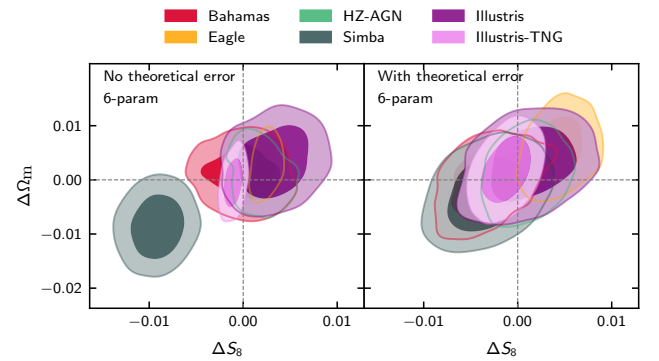 Bahamas HZ-AGN Illustris
Eagle Simba Illustris-TNG
No theoretical error
6-param
With theoretical error
6-param
0.01
0.00
−0.01
−0.02
ΔΩm
−0.01 0.00 0.01 −0.01 0.00 0.01
ΔS8 ΔS8